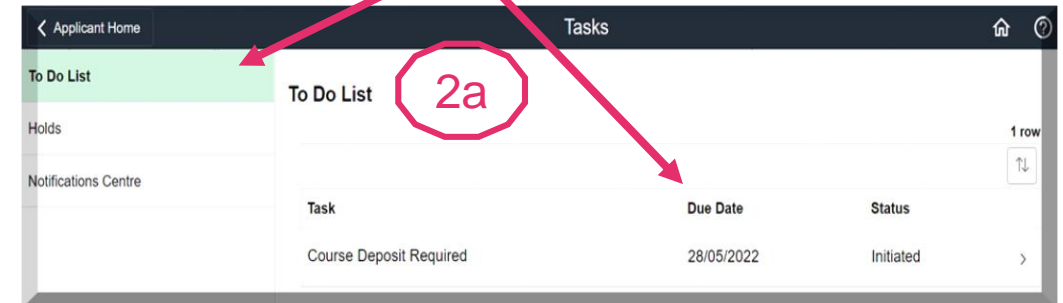 Applicant Home
Tasks
To Do List
Holds
Notifications Centre
To Do List
2a
1 row
Task Due Date Status
Course Deposit Required 28/05/2022 Initiated